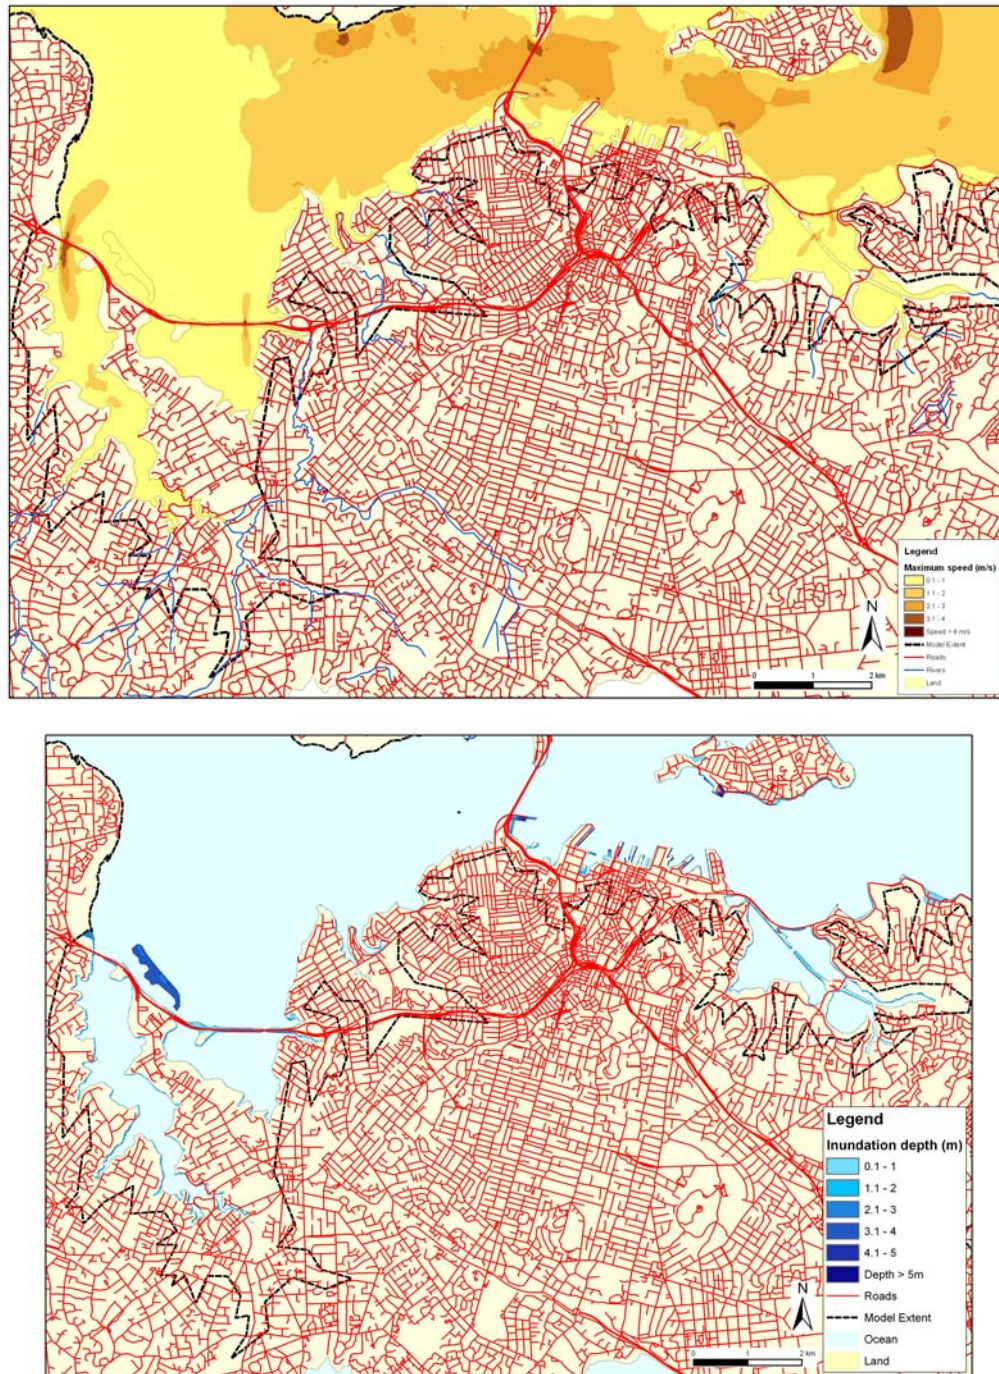 Legend
Maximum speed (m/s)
0.1 - 1
1.1 - 2
2.1 - 3
3.1 - 4
Speed > 4 m/s
Model Extent
Roads
Rivers
Land
N
0 1 2 km
Legend
Inundation depth (m)
0.1 - 1
1.1 - 2
2.1 - 3
3.1 - 4
4.1 - 5
Depth > 5m
Roads
Model Extent
Ocean
Land
N
0 1 2 km